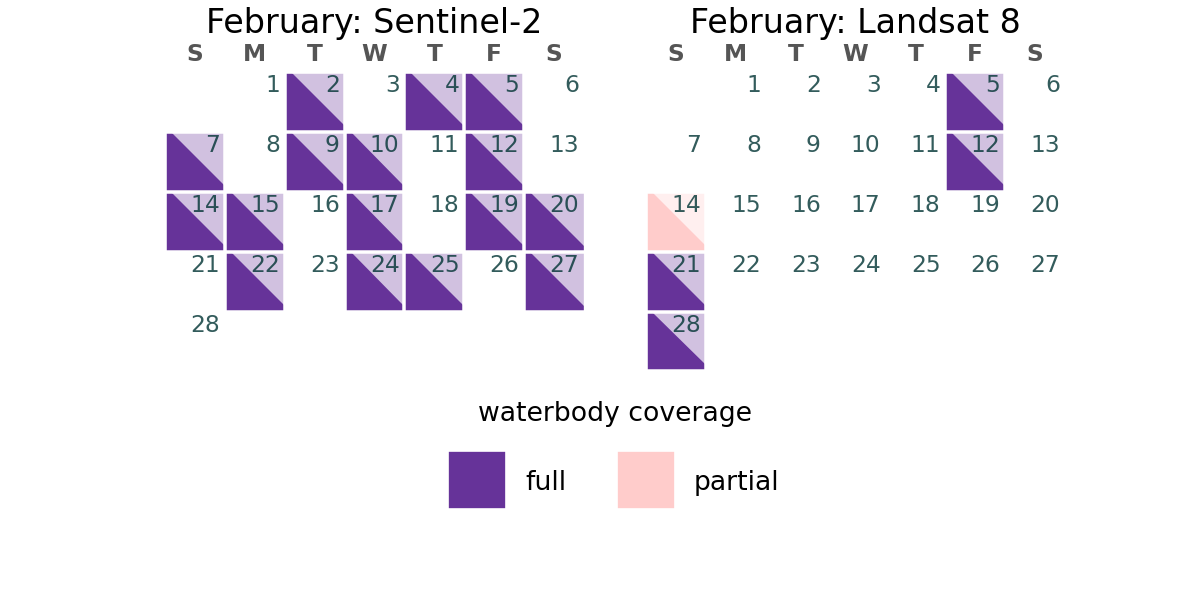 February: Sentinel-2
S M T W T F S
1 2 3 4 5 6
7 8 9 10 11 12 13
14 15 16 17 18 19 20
21 22 23 24 25 26 27
28
February: Landsat 8
S M T W T F S
1 2 3 4 5 6
7 8 9 10 11 12 13
14 15 16 17 18 19 20
21 22 23 24 25 26 27
28
waterbody coverage
full partial